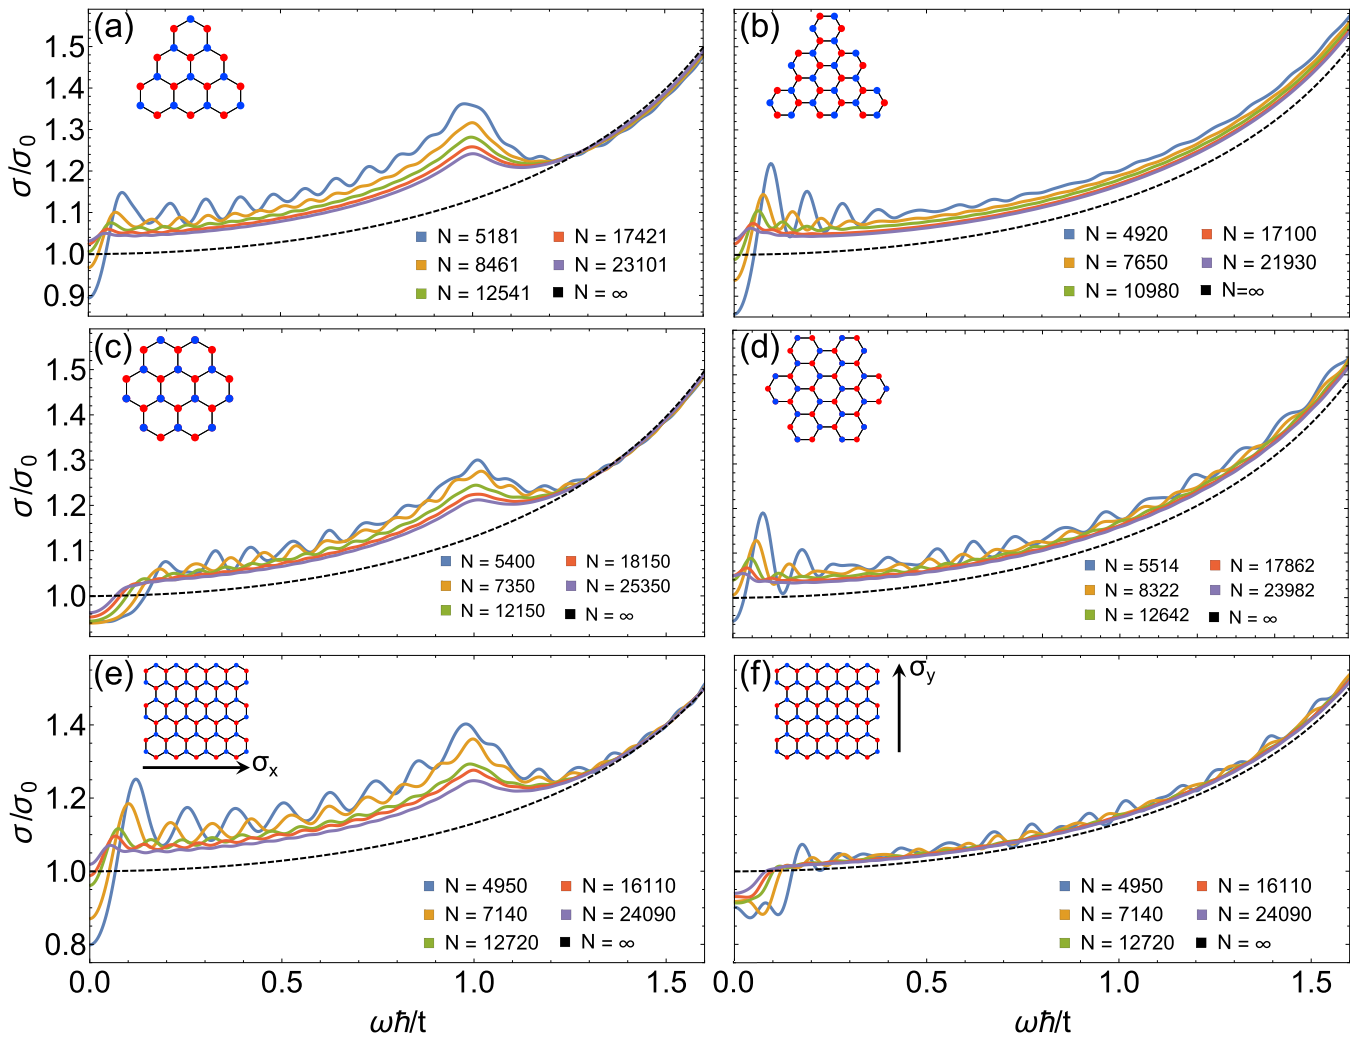 (a)
1.5
1.4
1.3
1.2
1.1
1.0
0.9
σ/σ0
N = 5181
N = 17421
N = 8461
N = 23101
N = 12541
N = ∞
(b)
N = 4920
N = 17100
N = 7650
N = 21930
N = 10980
N=∞
(c)
1.5
1.4
1.3
1.2
1.1
1.0
σ/σ0
N = 5400
N = 18150
N = 7350
N = 25350
N = 12150
N = ∞
(d)
N = 5514
N = 17862
N = 8322
N = 23982
N = 12642
N = ∞
(e)
σx
1.4
1.2
1.0
0.8
σ/σ0
N = 4950
N = 16110
N = 7140
N = 24090
N = 12720
N = ∞
0.0
0.5
1.0
1.5
ωħ/t
(f)
σy
N = 4950
N = 16110
N = 7140
N = 24090
N = 12720
N = ∞
0.0
0.5
1.0
1.5
ωħ/t